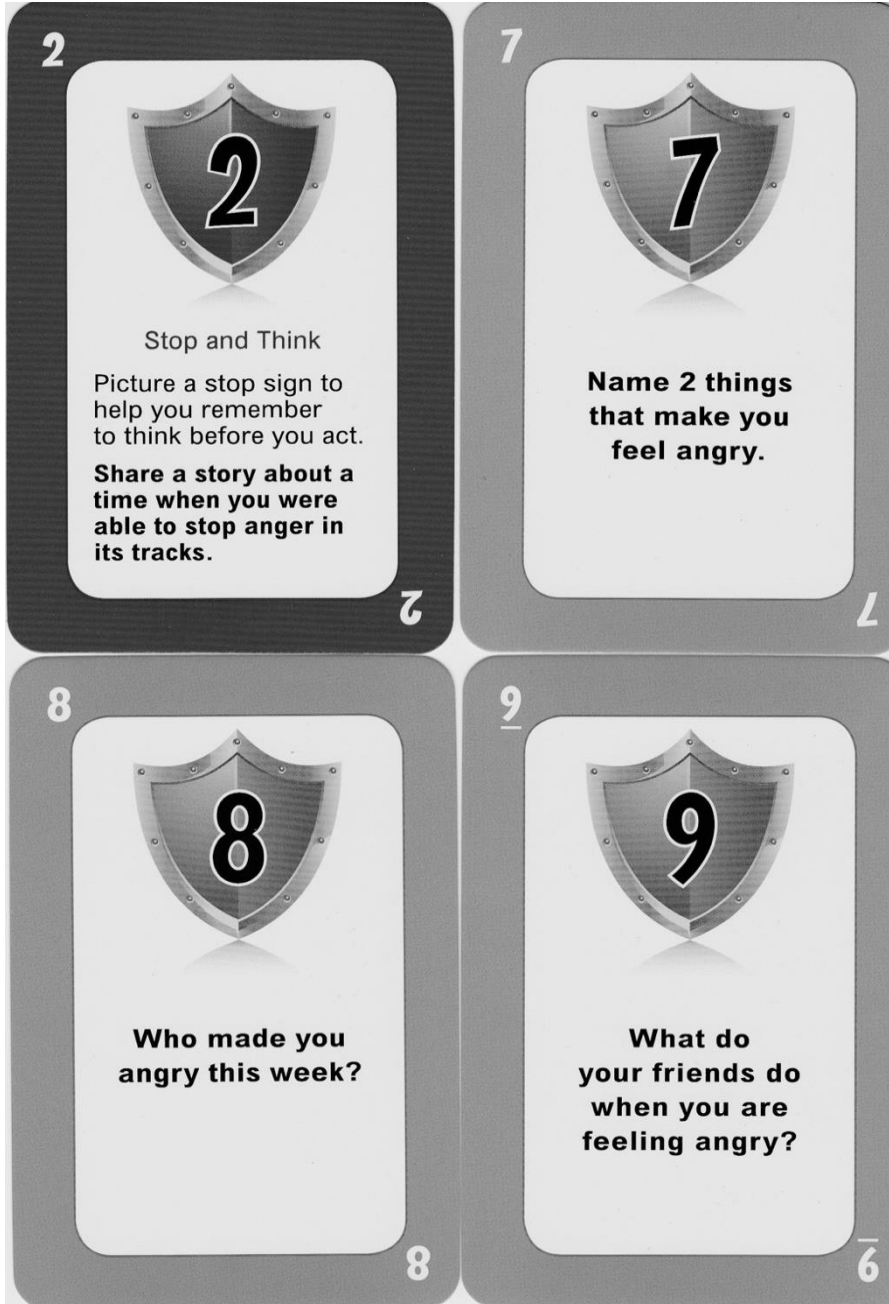 2
2
Stop and Think
Picture a stop sign to
help you remember
to think before you act.
Share a story about a
time when you were
able to stop anger in
its tracks.
2
7
7
Name 2 things
that make you
feel angry.
7
8
8
Who made you
angry this week?
8
9
9
What do
your friends do
when you are
feeling angry?
9